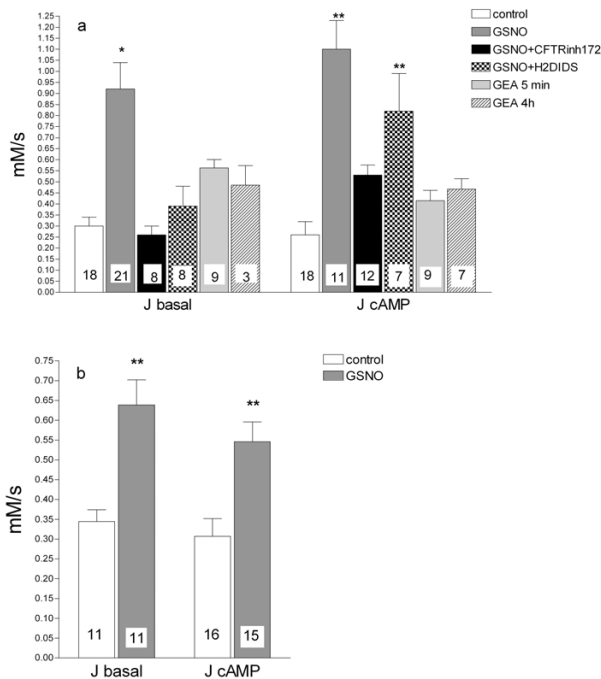 a
1.25
1.20
1.15
1.10
1.05
1.00
0.95
0.90
0.85
0.80
0.75
0.70
0.65
0.60
0.55
0.50
0.45
0.40
0.35
0.30
0.25
0.20
0.15
0.10
0.05
0.00
mM/s
*
**
**
control
GSNO
GSNO+CFTRinh172
GSNO+H2DIDS
GEA 5 min
GEA 4h
18 21 8 8 9 3 18 11 12 7 9 7
J basal J cAMP
b
0.75
0.70
0.65
0.60
0.55
0.50
0.45
0.40
0.35
0.30
0.25
0.20
0.15
0.10
0.05
0.00
mM/s
**
**
control
GSNO
11 11 16 15
J basal J cAMP